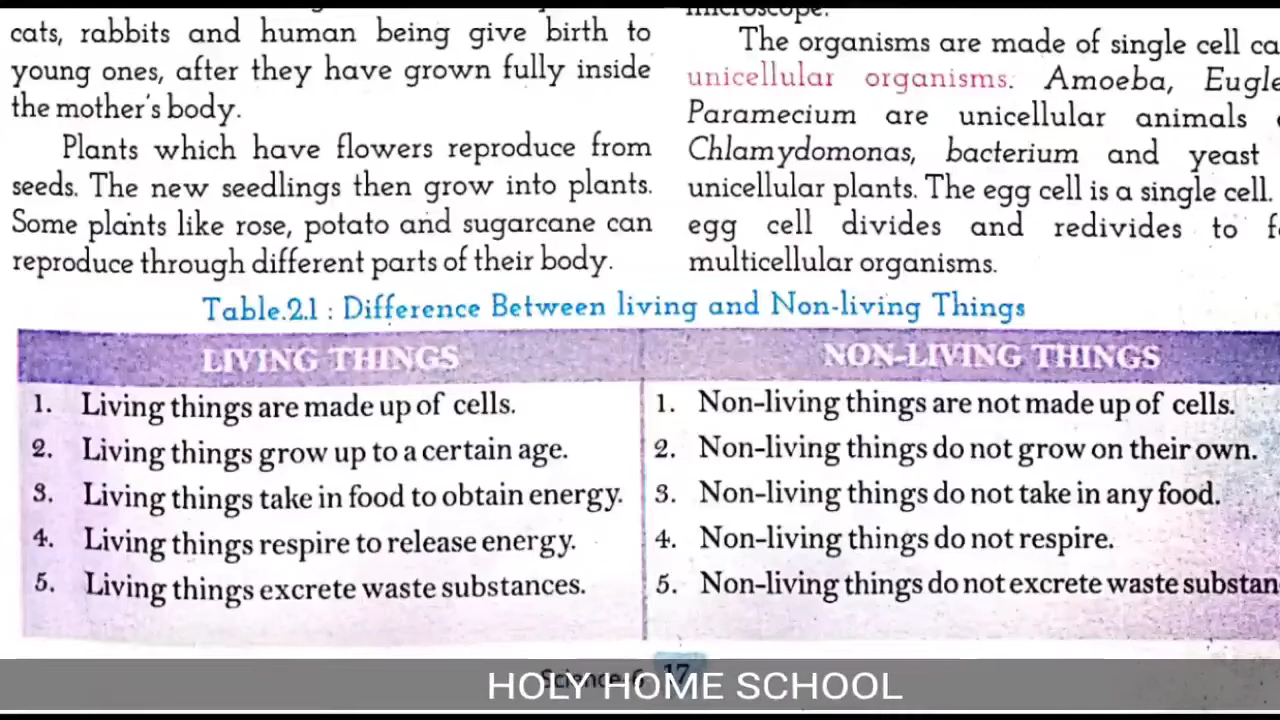 cats, rabbits and human being give birth to
young ones, after they have grown fully inside
the mother's body.
Plants which have flowers reproduce from
seeds. The new seedlings then grow into plants.
Some plants like rose, potato and sugarcane can
reproduce through different parts of their body.
microscope.
The organisms are made of single cell ca
unicellular organisms. Amoeba, Eugle
Paramecium are unicellular animals
Chlamydomonas, bacterium and yeast
unicellular plants. The egg cell is a single cell.
egg cell divides and redivides to fo
multicellular organisms.
Table.2.1 : Difference Between living and Non-living Things
LIVING THINGS
1. Living things are made up of cells.
2. Living things grow up to a certain age.
3. Living things take in food to obtain energy.
4. Living things respire to release energy.
5. Living things excrete waste substances.
NON-LIVING THINGS
1. Non-living things are not made up of cells.
2. Non-living things do not grow on their own.
3. Non-living things do not take in any food.
4. Non-living things do not respire.
5. Non-living things do not excrete waste substan
Science-6 17
HOLY HOME SCHOOL